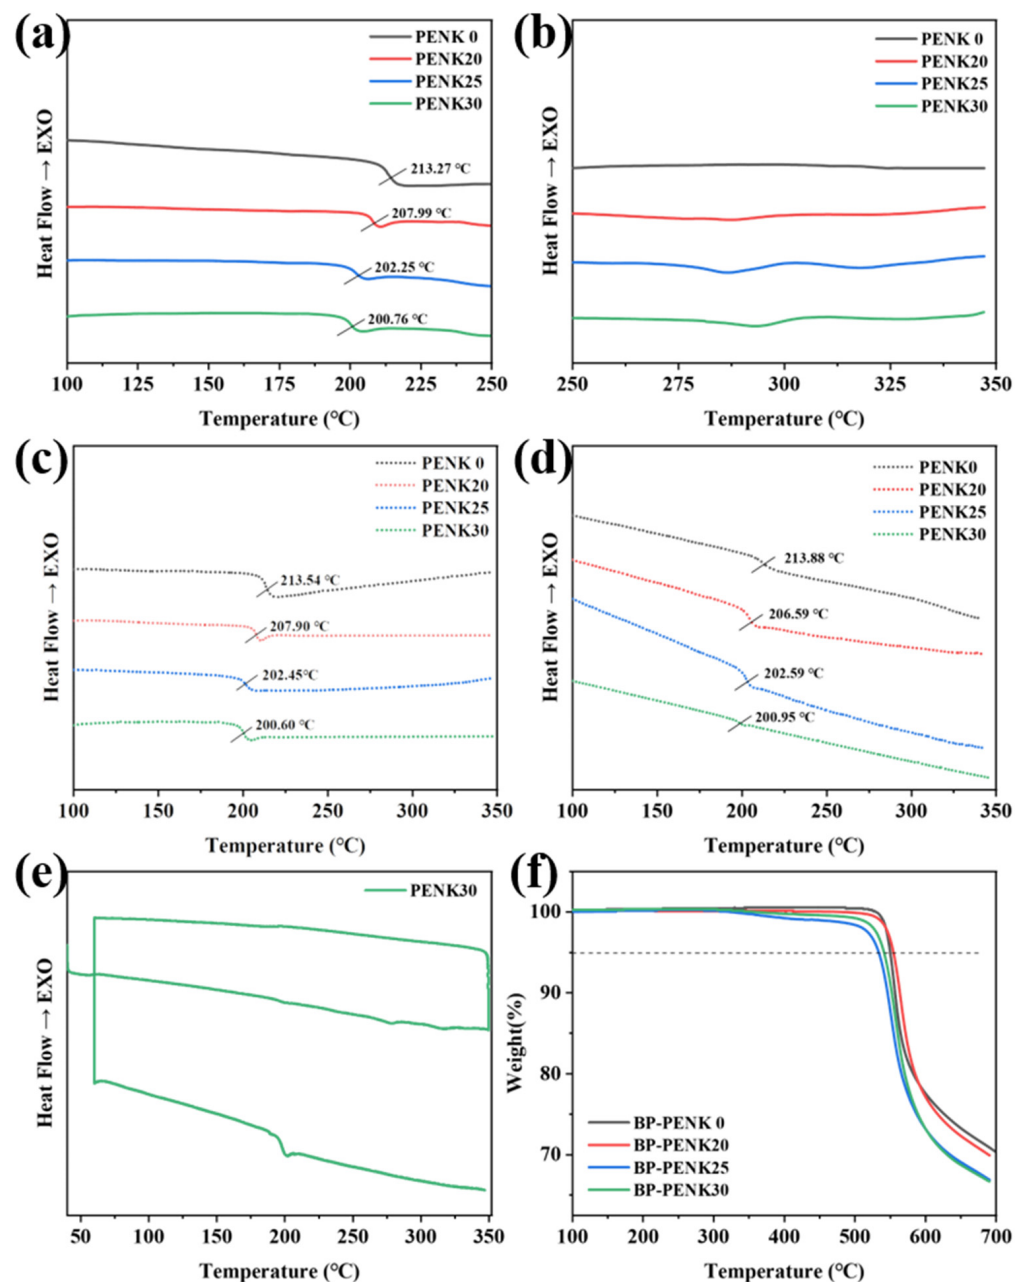 (a)
PENK 0
PENK20
PENK25
PENK30
213.27 ℃
207.99 ℃
202.25 ℃
200.76 ℃
Heat Flow → EXO
100 125 150 175 200 225 250
Temperature (℃)
(b)
PENK 0
PENK20
PENK25
PENK30
Heat Flow → EXO
250 275 300 325 350
Temperature (℃)
(c)
PENK 0
PENK20
PENK25
PENK30
213.54 ℃
207.90 ℃
202.45℃
200.60 ℃
Heat Flow → EXO
100 150 200 250 300 350
Temperature (℃)
(d)
PENK0
PENK20
PENK25
PENK30
213.88 ℃
206.59 ℃
202.59 ℃
200.95 ℃
Heat Flow → EXO
100 150 200 250 300 350
Temperature (℃)
(e)
PENK30
Heat Flow → EXO
50 100 150 200 250 300 350
Temperature (℃)
(f)
100
90
80
70
Weight(%)
BP-PENK 0
BP-PENK20
BP-PENK25
BP-PENK30
100 200 300 400 500 600 700
Temperature (℃)